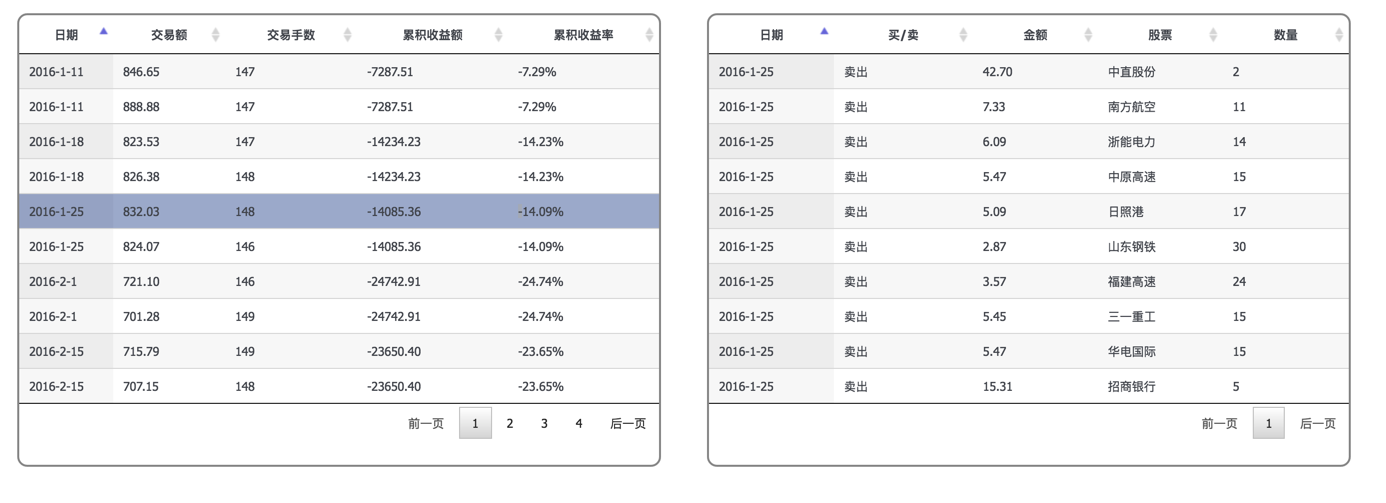 日期 交易额 交易手数 累积收益额 累积收益率
2016-1-11 846.65 147 -7287.51 -7.29%
2016-1-11 888.88 147 -7287.51 -7.29%
2016-1-18 823.53 147 -14234.23 -14.23%
2016-1-18 826.38 148 -14234.23 -14.23%
2016-1-25 832.03 148 -14085.36 -14.09%
2016-1-25 824.07 146 -14085.36 -14.09%
2016-2-1 721.10 146 -24742.91 -24.74%
2016-2-1 701.28 149 -24742.91 -24.74%
2016-2-15 715.79 149 -23650.40 -23.65%
2016-2-15 707.15 148 -23650.40 -23.65%
前一页 1 2 3 4 后一页
日期 买/卖 金额 股票 数量
2016-1-25 卖出 42.70 中直股份 2
2016-1-25 卖出 7.33 南方航空 11
2016-1-25 卖出 6.09 浙能电力 14
2016-1-25 卖出 5.47 中原高速 15
2016-1-25 卖出 5.09 日照港 17
2016-1-25 卖出 2.87 山东钢铁 30
2016-1-25 卖出 3.57 福建高速 24
2016-1-25 卖出 5.45 三一重工 15
2016-1-25 卖出 5.47 华电国际 15
2016-1-25 卖出 15.31 招商银行 5
前一页 1 后一页